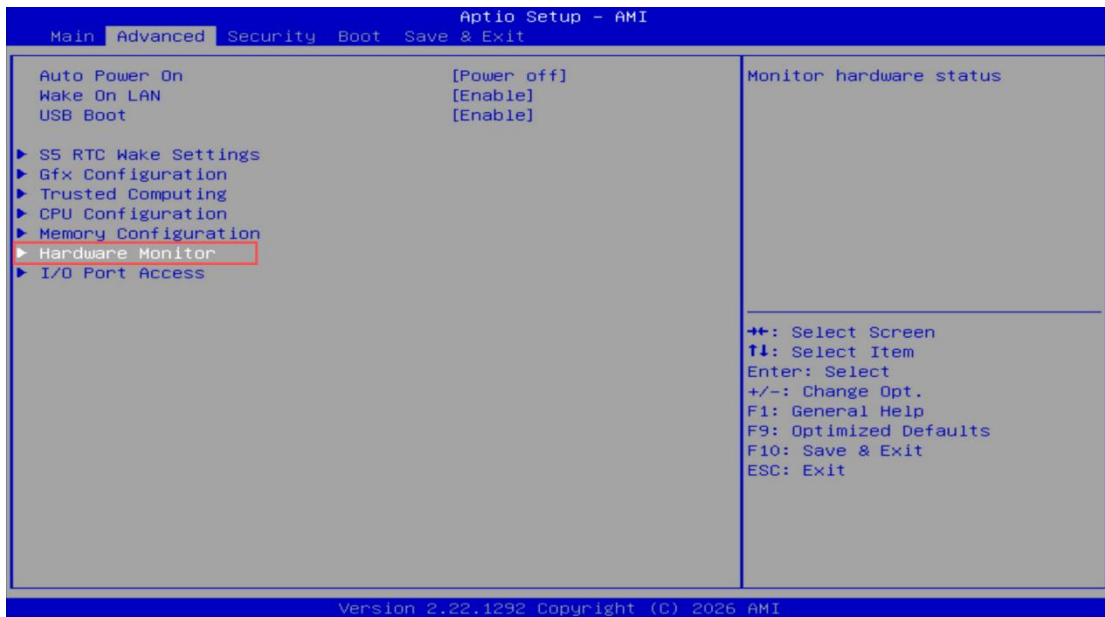 Aptio Setup – AMI
Main Advanced Security Boot Save & Exit
Auto Power On [Power off]
Wake On LAN [Enable]
USB Boot [Enable]
► S5 RTC Wake Settings
► Gfx Configuration
► Trusted Computing
► CPU Configuration
► Memory Configuration
► Hardware Monitor
► I/O Port Access
Monitor hardware status
→←: Select Screen
↑↓: Select Item
Enter: Select
+/-: Change Opt.
F1: General Help
F9: Optimized Defaults
F10: Save & Exit
ESC: Exit
Version 2.22.1292 Copyright (C) 2026 AMI